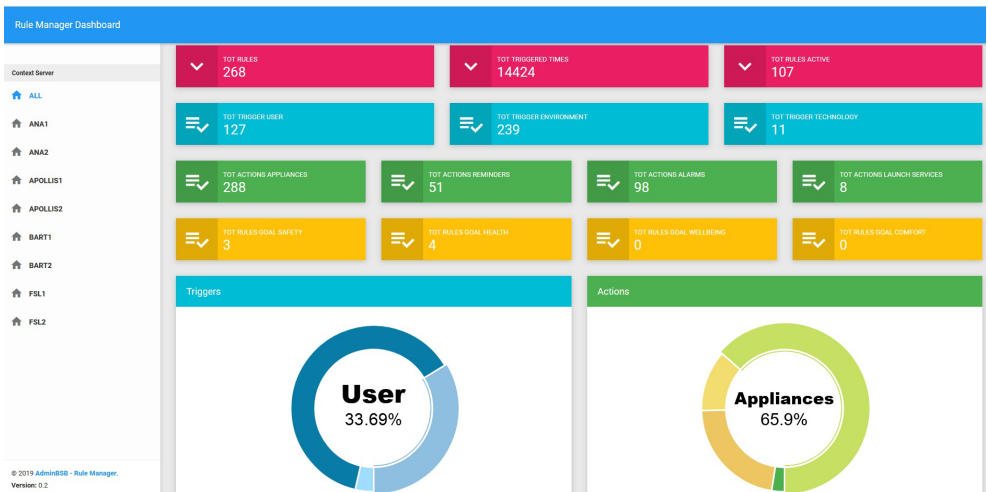 Rule Manager Dashboard
Context Server
ALL
ANA1
ANA2
APOLLIS1
APOLLIS2
BART1
BART2
FSL1
FSL2
© 2019 AdminBSB - Rule Manager.
Version: 0.2
TOT RULES
268
TOT TRIGGERED TIMES
14424
TOT RULES ACTIVE
107
TOT TRIGGER USER
127
TOT TRIGGER ENVIRONMENT
239
TOT TRIGGER TECHNOLOGY
11
TOT ACTIONS APPLIANCES
288
TOT ACTIONS REMINDERS
51
TOT ACTIONS ALARMS
98
TOT ACTIONS LAUNCH SERVICES
8
TOT RULES GOAL SAFETY
3
TOT RULES GOAL HEALTH
4
TOT RULES GOAL WELLBEING
0
TOT RULES GOAL COMFORT
0
Triggers
User
33.69%
Actions
Appliances
65.9%